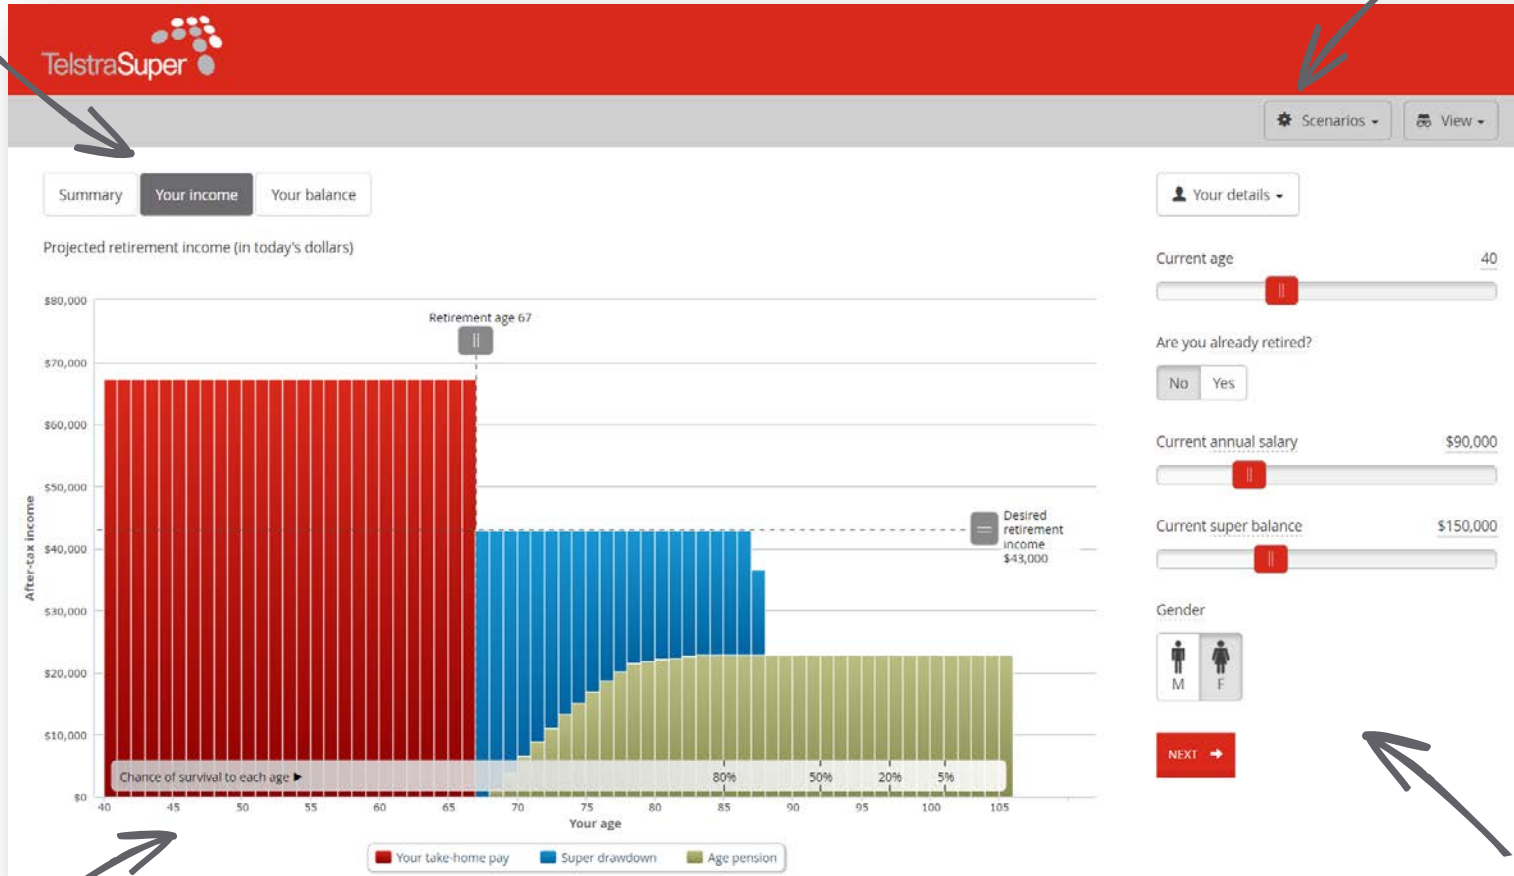 TelstraSuper
Scenarios
View
Summary
Your income
Your balance
Your details
Projected retirement income (in today's dollars)
Current age
40
Are you already retired?
No
Yes
Current annual salary
$90,000
Current super balance
$150,000
Gender
M
F
NEXT
$80,000
$70,000
$60,000
$50,000
$40,000
$30,000
$20,000
$10,000
$0
After-tax income
Retirement age 67
Desired
retirement
income
$43,000
Chance of survival to each age
80%
50%
20%
5%
40
45
50
55
60
65
70
75
80
85
90
95
100
105
Your age
Your take-home pay
Super drawdown
Age pension